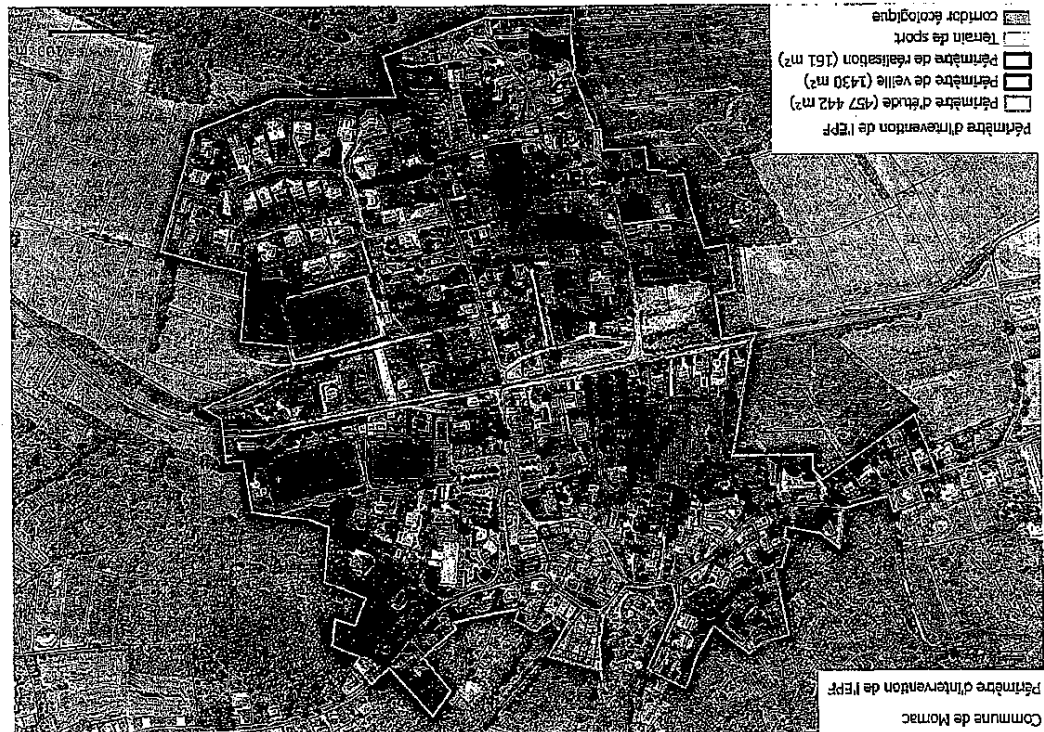 Commune de Mornac
Périmètre d'intervention de l'EPF
Périmètre d'intervention de l'EPF
Périmètre d'étude (457 442 m²)
Périmètre de veille (1430 m²)
Périmètre de réalisation (161 m²)
Terrain de sport
corridor écologique